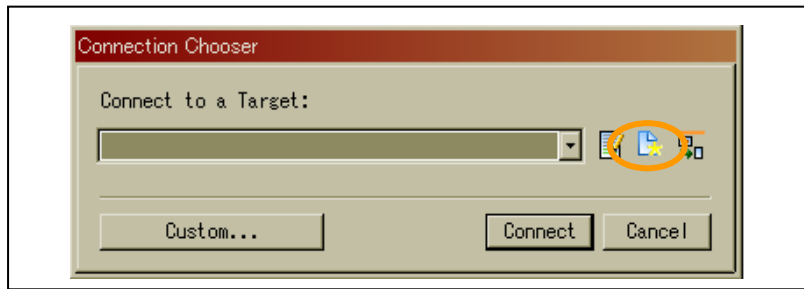 Connection Chooser
Connect to a Target:
Custom...
Connect
Cancel